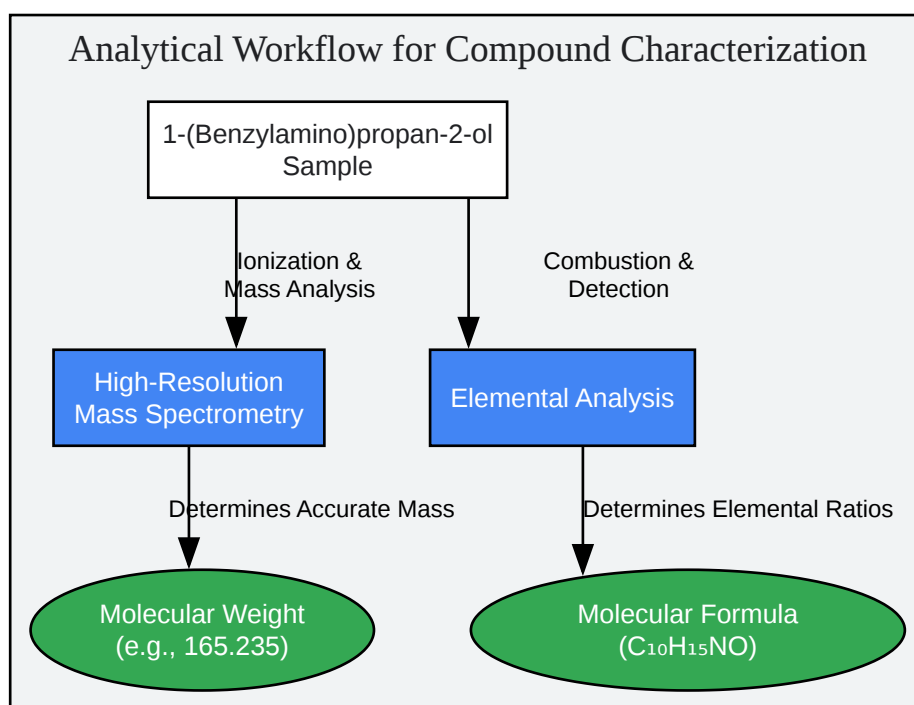 Analytical Workflow for Compound Characterization
1-(Benzylamino)propan-2-ol
Sample
Ionization &
Mass Analysis
Combustion &
Detection
High-Resolution
Mass Spectrometry
Elemental Analysis
Determines Accurate Mass
Determines Elemental Ratios
Molecular Weight
(e.g., 165.235)
Molecular Formula
(C₁₀H₁₅NO)